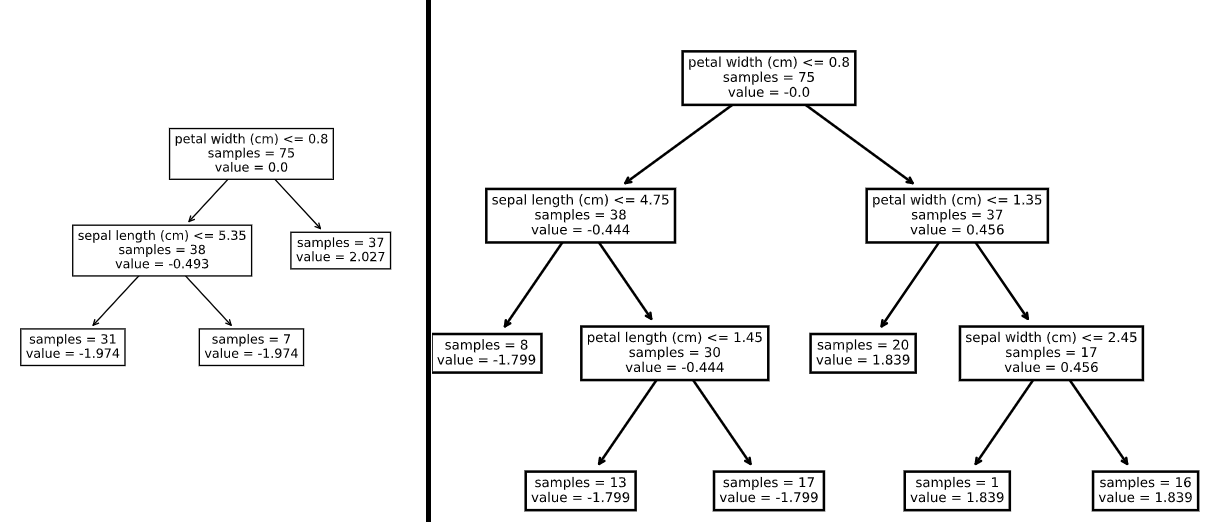 petal width (cm) <= 0.8
samples = 75
value = 0.0
sepal length (cm) <= 5.35
samples = 38
value = -0.493
samples = 37
value = 2.027
samples = 31
value = -1.974
samples = 7
value = -1.974
petal width (cm) <= 0.8
samples = 75
value = -0.0
sepal length (cm) <= 4.75
samples = 38
value = -0.444
petal width (cm) <= 1.35
samples = 37
value = 0.456
samples = 8
value = -1.799
petal length (cm) <= 1.45
samples = 30
value = -0.444
samples = 20
value = 1.839
sepal width (cm) <= 2.45
samples = 17
value = 0.456
samples = 13
value = -1.799
samples = 17
value = -1.799
samples = 1
value = 1.839
samples = 16
value = 1.839